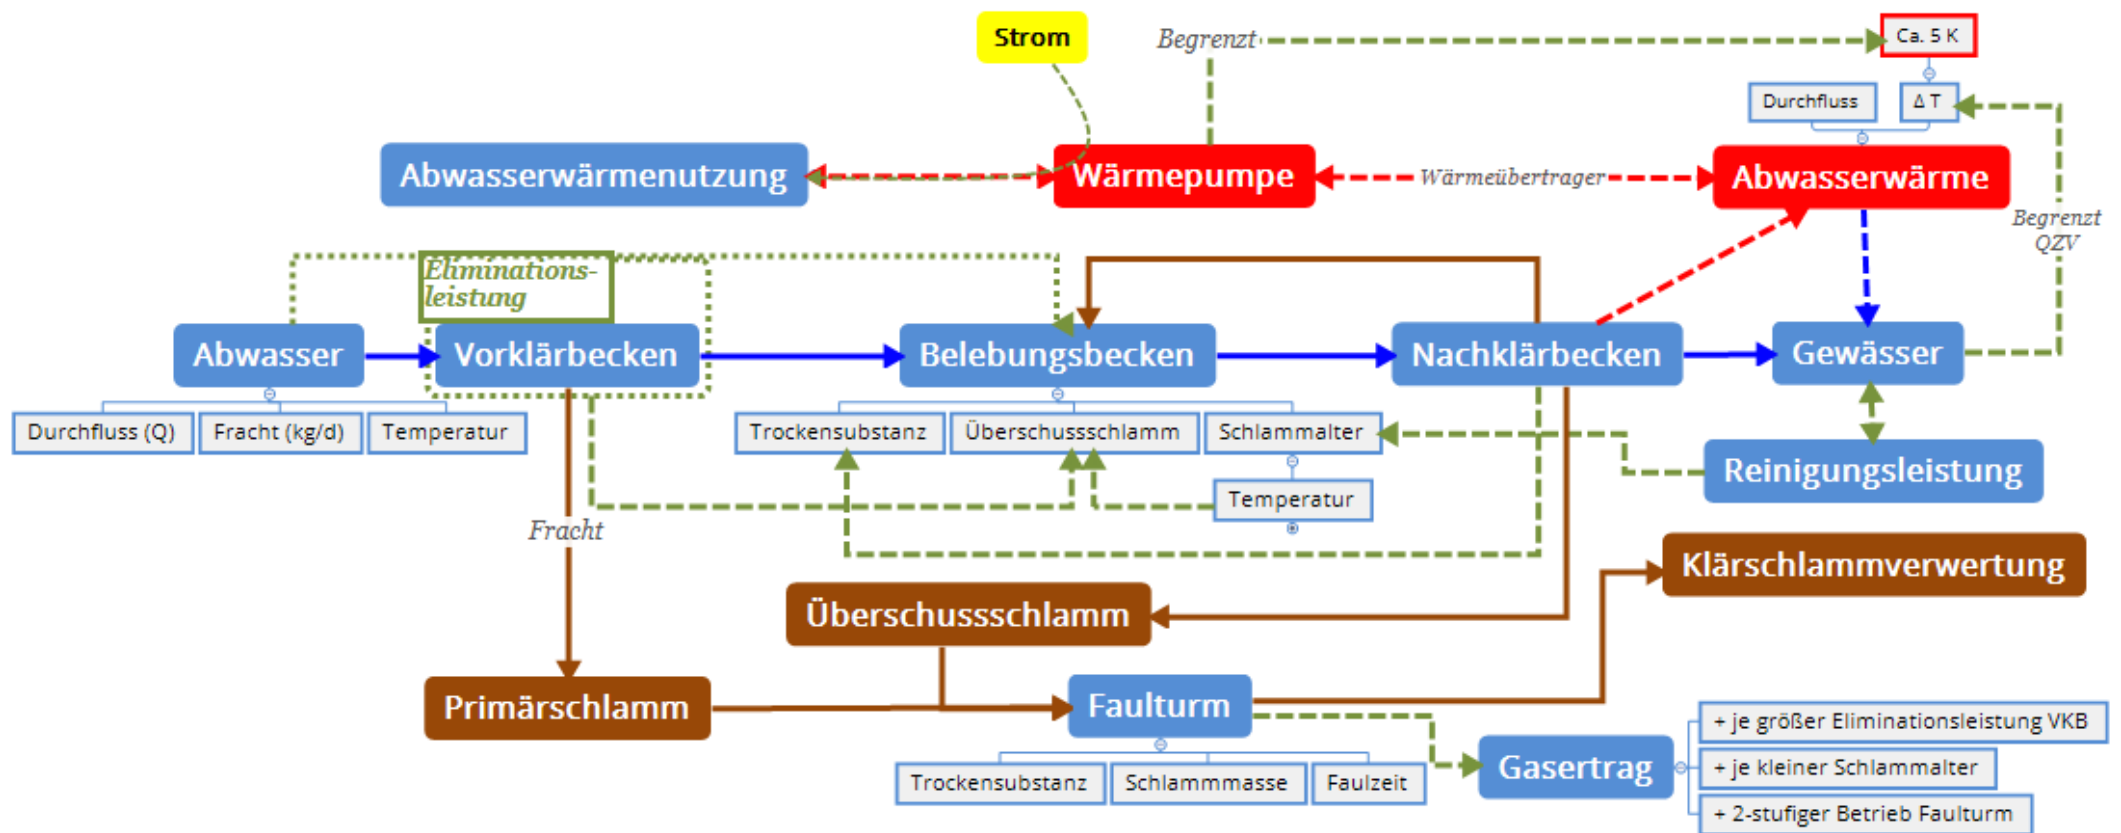 Strom
Begrenzt
Ca. 5 K
Durchfluss
Δ T
Abwasserwärmenutzung
Wärmepumpe
Wärmeübertrager
Abwasserwärme
Begrenzt
QZV
Eliminations-
leistung
Abwasser
Vorklärbecken
Belebungsbecken
Nachklärbecken
Gewässer
Durchfluss (Q)
Fracht (kg/d)
Temperatur
Trockensubstanz
Überschussschlamm
Schlammalter
Reinigungsleistung
Temperatur
Fracht
Klärschlammverwertung
Überschussschlamm
Primärschlamm
Faulturm
Trockensubstanz
Schlammmasse
Faulzeit
Gasertrag
+ je größer Eliminationsleistung VKB
+ je kleiner Schlammalter
+ 2-stufiger Betrieb Faulturm